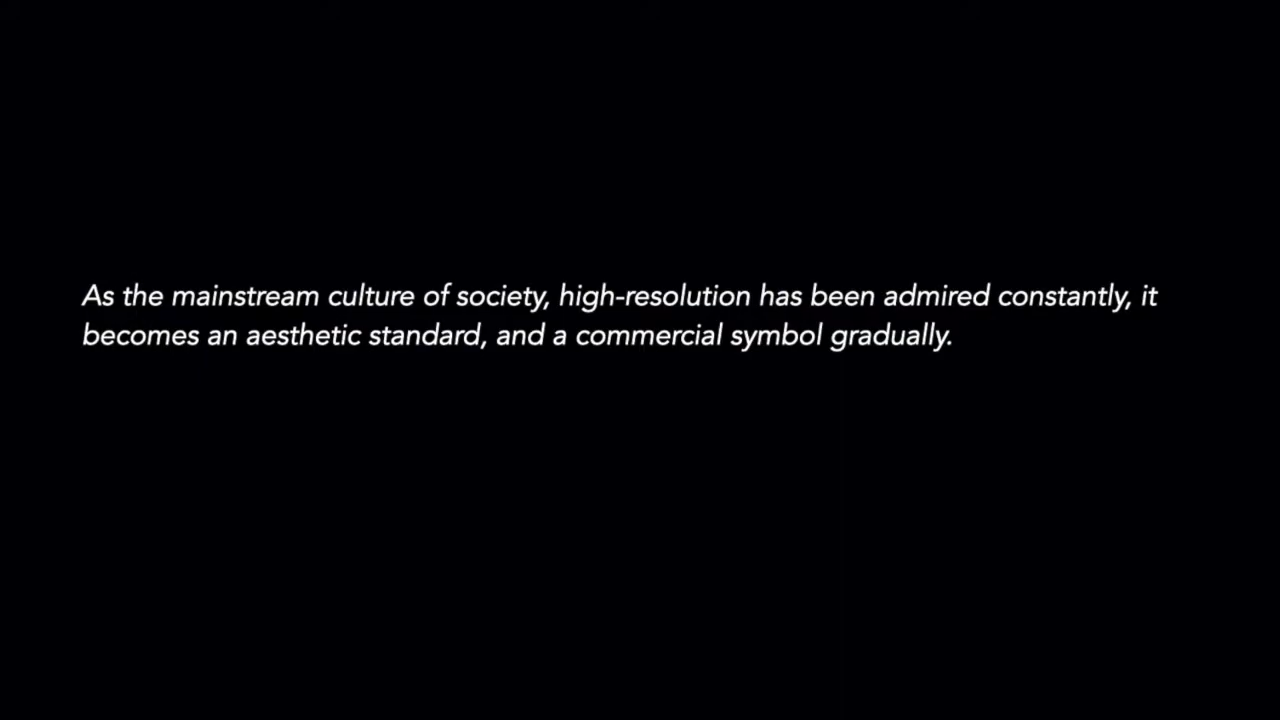 As the mainstream culture of society, high-resolution has been admired constantly, it
becomes an aesthetic standard, and a commercial symbol gradually.